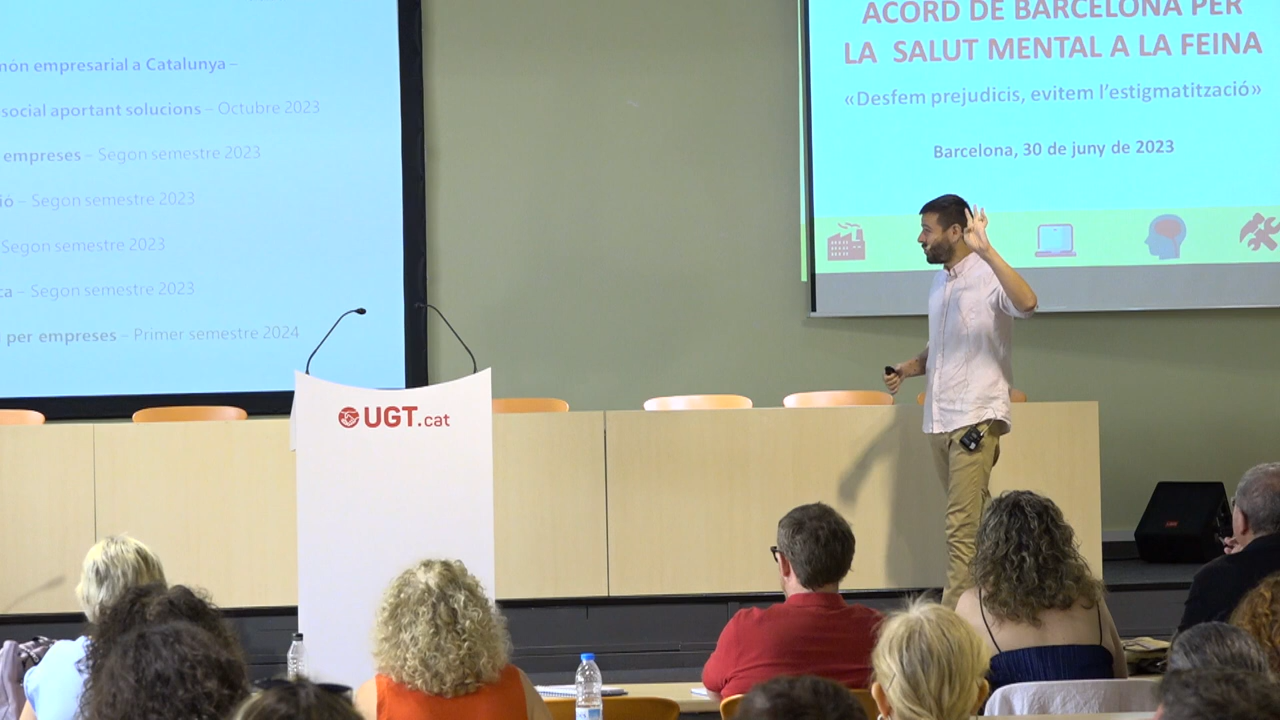 món empresarial a Catalunya –
social aportant solucions – Octubre 2023
empreses – Segon semestre 2023
ió – Segon semestre 2023
Segon semestre 2023
ca – Segon semestre 2023
per empreses – Primer semestre 2024
ACORD DE BARCELONA PER
LA SALUT MENTAL A LA FEINA
«Desfem prejudicis, evitem l'estigmatització»
Barcelona, 30 de juny de 2023
UGT.cat
UGT